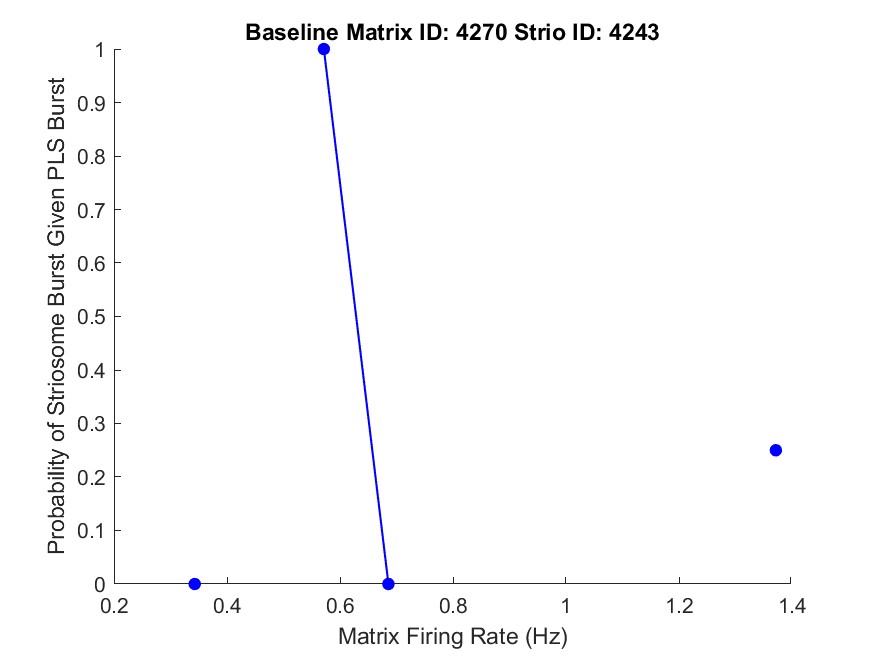 Baseline Matrix ID: 4270 Strio ID: 4243
Probability of Striosome Burst Given PLS Burst
1
0.9
0.8
0.7
0.6
0.5
0.4
0.3
0.2
0.1
0
0.2 0.4 0.6 0.8 1 1.2 1.4
Matrix Firing Rate (Hz)